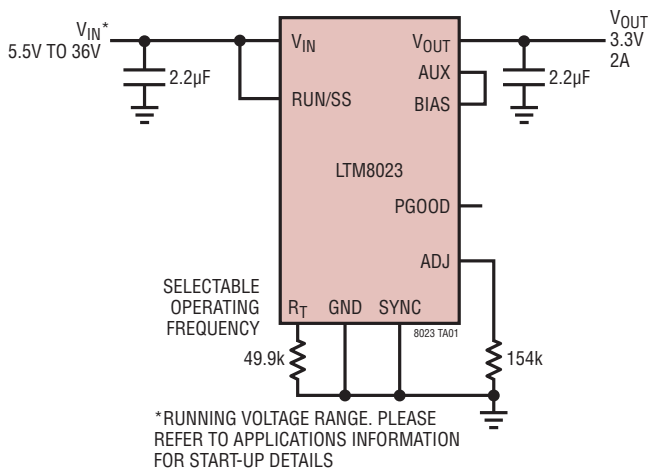 VIN*
5.5V TO 36V
2.2µF
VIN
RUN/SS
LTM8023
VOUT
AUX
BIAS
PGOOD
ADJ
RT
GND
SYNC
8023 TA01
VOUT
3.3V
2A
2.2µF
SELECTABLE
OPERATING
FREQUENCY
49.9k
154k
*RUNNING VOLTAGE RANGE. PLEASE
REFER TO APPLICATIONS INFORMATION
FOR START-UP DETAILS